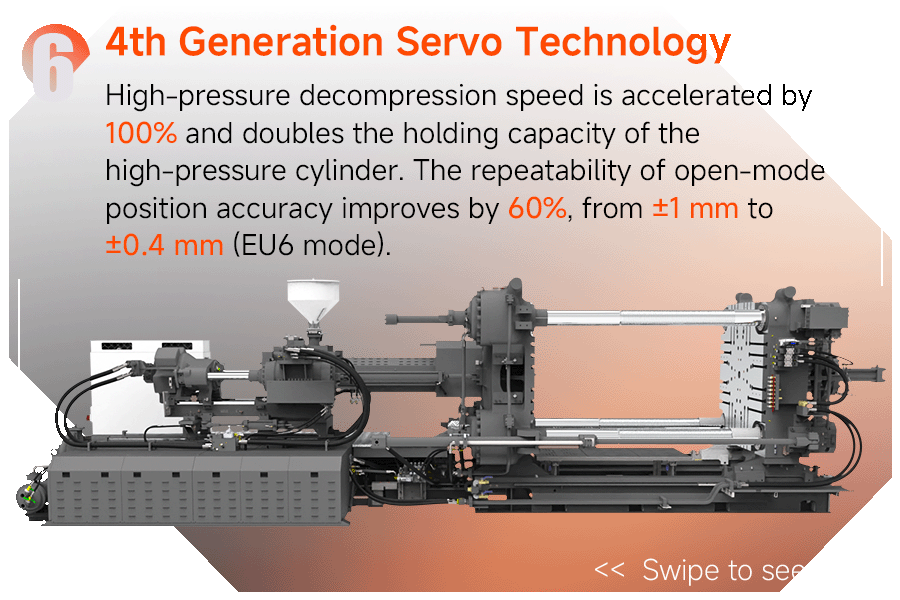 6
4th Generation Servo Technology
High-pressure decompression speed is accelerated by
100% and doubles the holding capacity of the
high-pressure cylinder. The repeatability of open-mode
position accuracy improves by 60%, from ±1 mm to
±0.4 mm (EU6 mode).
<< Swipe to see